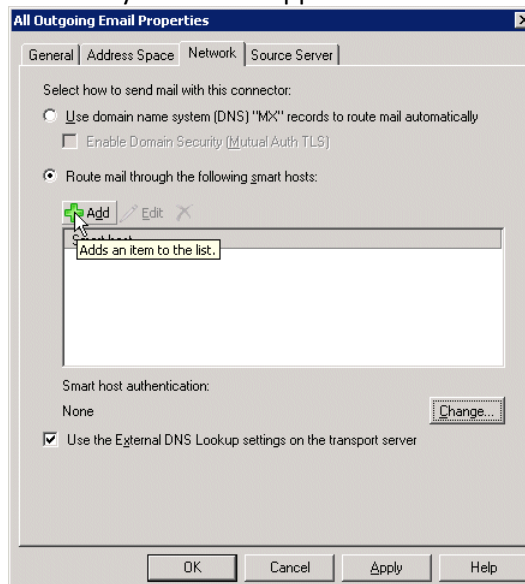 All Outgoing Email Properties
General Address Space Network Source Server
Select how to send mail with this connector:
Use domain name system (DNS) "MX" records to route mail automatically
Enable Domain Security (Mutual Auth TLS)
Route mail through the following smart hosts:
Add Edit
Adds an item to the list.
Smart host authentication:
None Change...
Use the External DNS Lookup settings on the transport server
OK Cancel Apply Help